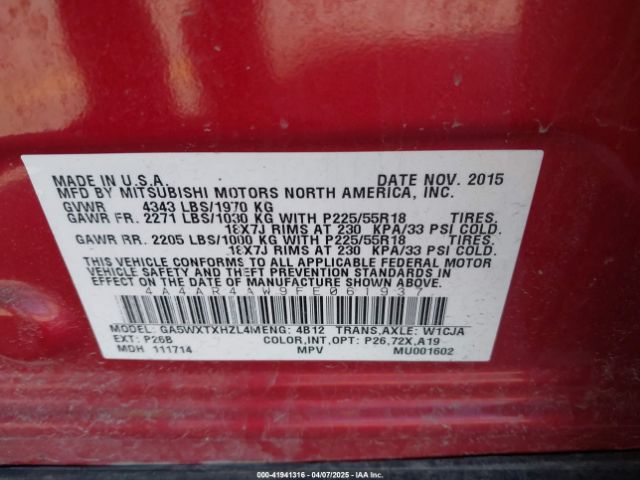 MADE IN U.S.A. DATE NOV. 2015
MFD BY MITSUBISHI MOTORS NORTH AMERICA, INC.
GVWR 4343 LBS/1970 KG
GAWR FR. 2271 LBS/1030 KG WITH P225/55R18 TIRES.
18X7J RIMS AT 230 KPA/33 PSI COLD.
GAWR RR. 2205 LBS/1000 KG WITH P225/55R18 TIRES.
18X7J RIMS AT 230 KPA/33 PSI COLD.
THIS VEHICLE CONFORMS TO ALL APPLICABLE FEDERAL MOTOR
VEHICLE SAFETY AND THEFT PREVENTION STANDARDS IN
EFFECT ON THE DATE OF MANUFACTURE SHOWN ABOVE.
4A4AR4AW9FE061937
MODEL: GA5WXTXHZL4M ENG: 4B12 TRANS,AXLE: W1CJA
EXT: P26B COLOR,INT,OPT: P26,72X,A19
MDH 111714 MPV MU001602
000-41941316 - 04/07/2025 - IAA Inc.